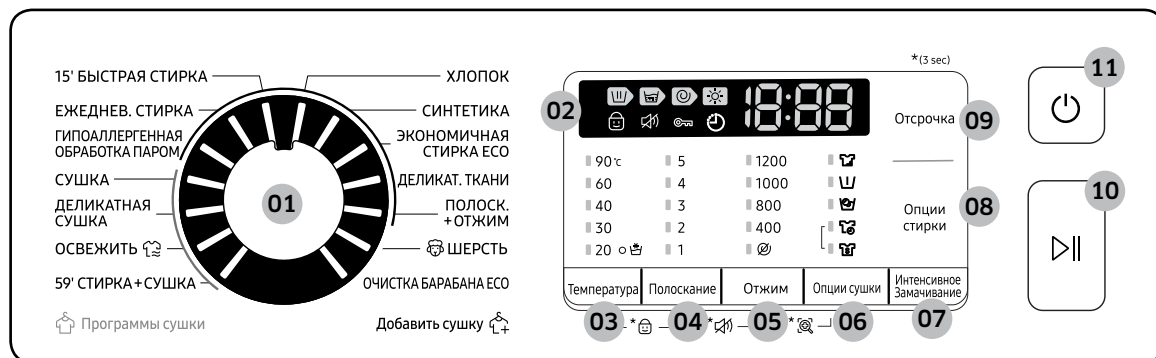 15' БЫСТРАЯ СТИРКА
ХЛОПОК
ЕЖЕДНЕВ. СТИРКА
СИНТЕТИКА
ГИПОАЛЛЕРГЕННАЯ
ОБРАБОТКА ПАРОМ
ЭКОНОМИЧНАЯ
СТИРКА ECO
СУШКА
ДЕЛИКАТ. ТКАНИ
ДЕЛИКАТНАЯ
СУШКА
ПОЛОСК.
+ОТЖИМ
ОСВЕЖИТЬ
ШЕРСТЬ
59' СТИРКА+СУШКА
ОЧИСТКА БАРАБАНА ECO
Программы сушки
Добавить сушку
01
02
18:88
90℃ 5 1200
60 4 1000
40 3 800
30 2 400
20 1
Температура
Полоскание
Отжим
Опции сушки
Интенсивное
Замачивание
03 * 04 * 05 * 06 07
*(3 sec)
Отсрочка 09
Опции
стирки
08
11
10